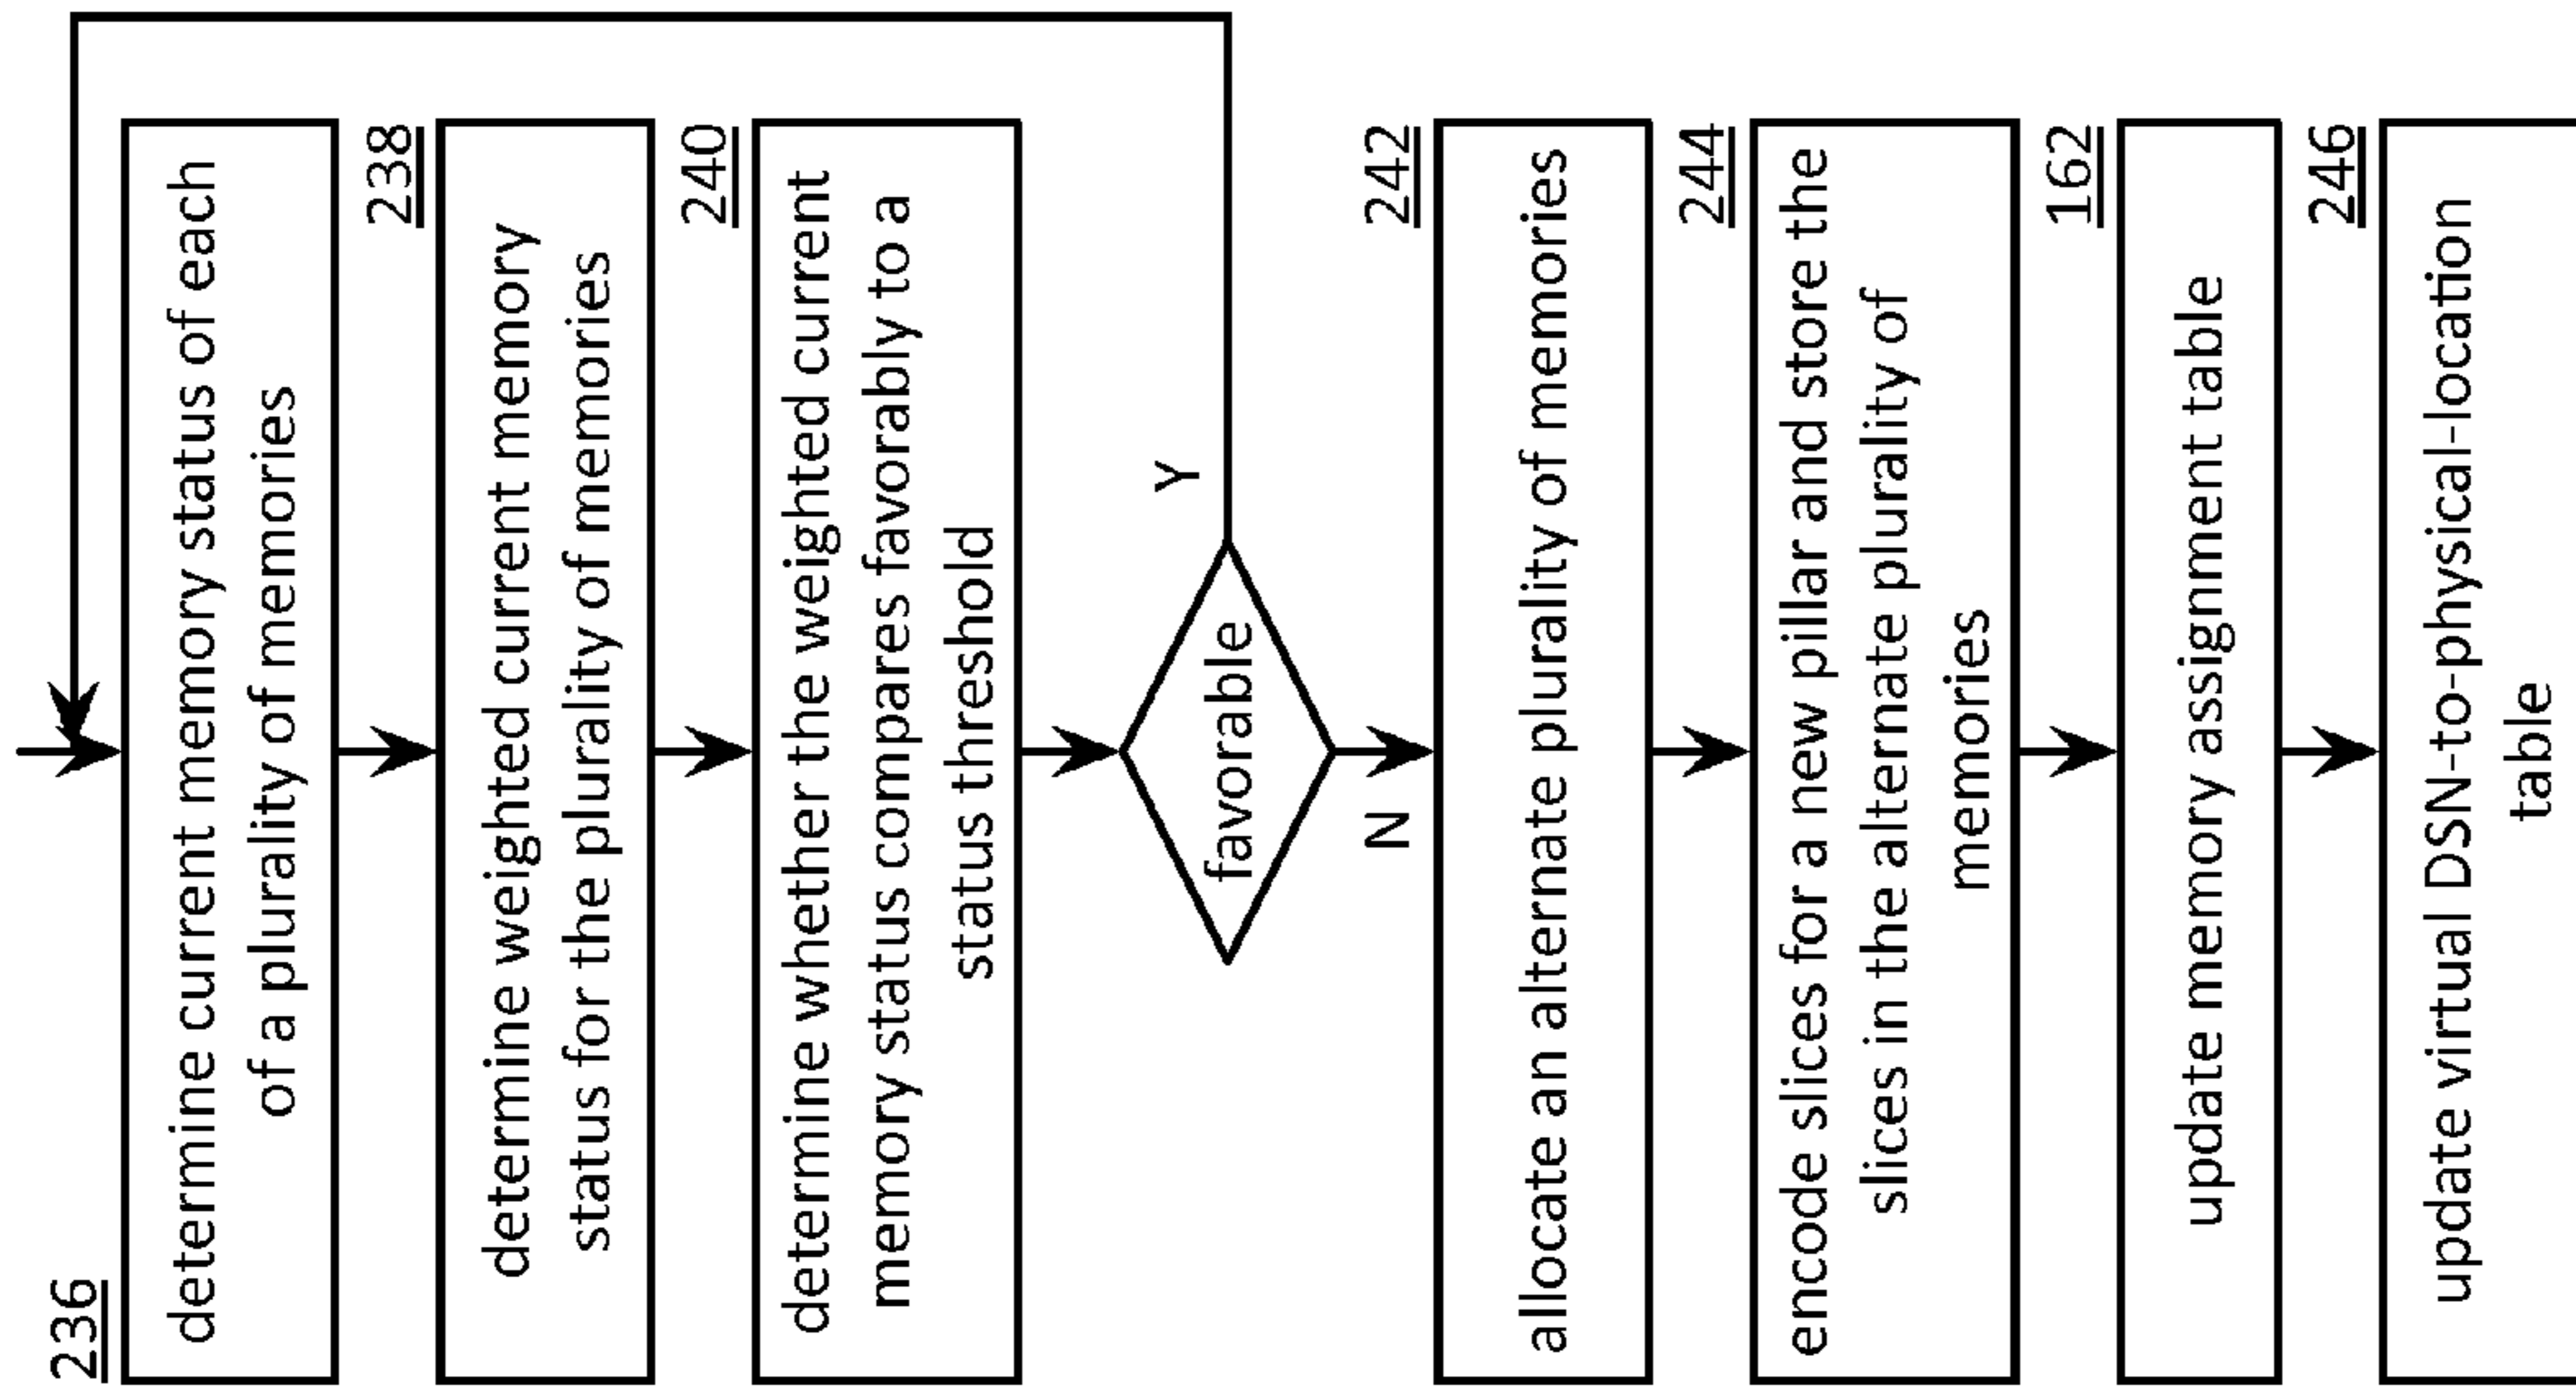 236
determine current memory status of each
of a plurality of memories
238
determine weighted current memory
status for the plurality of memories
240
determine whether the weighted current
memory status compares favorably to a
status threshold
favorable
Y
N
242
allocate an alternate plurality of memories
244
encode slices for a new pillar and store the
slices in the alternate plurality of
memories
162
update memory assignment table
246
update virtual DSN-to-physical-location
table